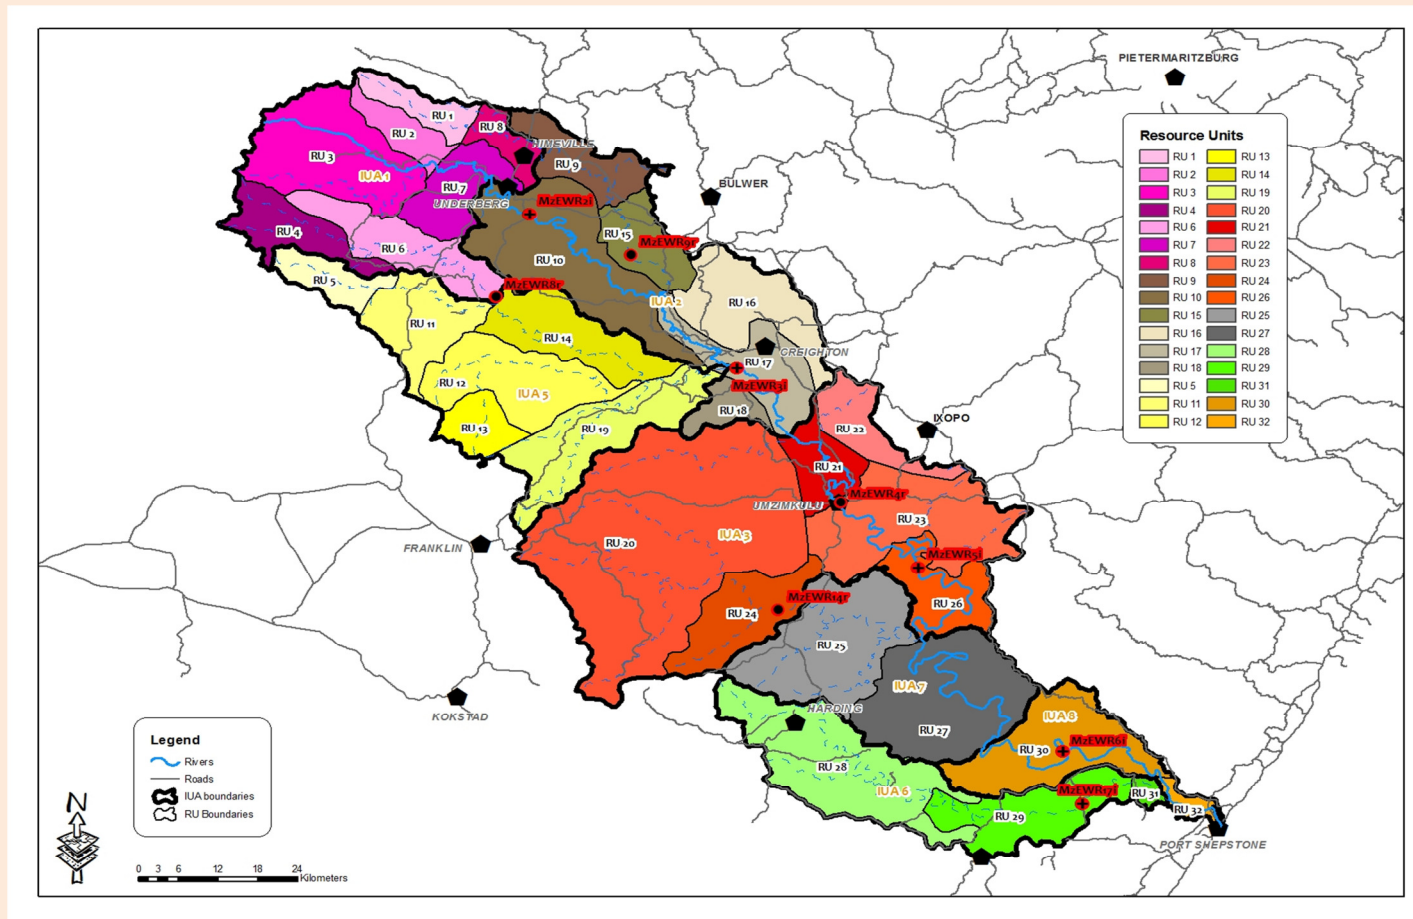 PIETERMARITZBURG
Resource Units
RU 1
RU 2
RU 3
RU 4
RU 6
RU 7
RU 8
RU 9
RU 10
RU 15
RU 16
RU 17
RU 18
RU 5
RU 11
RU 12
RU 13
RU 14
RU 19
RU 20
RU 21
RU 22
RU 23
RU 24
RU 26
RU 25
RU 27
RU 28
RU 29
RU 31
RU 30
RU 32
RU 1
RU 2
RU 8
HIMEVILLE
RU 3
RU 9
IUA 1
RU 7
BULWER
UNDERBERG
MzEWR2i
RU 4
RU 15
MzEWR9r
RU 6
RU 10
RU 5
MzEWR8r
IUA 2
RU 16
RU 11
RU 14
CREIGHTON
RU 17
RU 12
MzEWR3i
IUA 5
RU 18
IXOPO
RU 13
RU 19
RU 22
RU 21
MzEWR4r
UMZIMKULU
RU 23
IUA 3
FRANKLIN
RU 20
MzEWR5i
MzEWR14r
RU 24
RU 26
RU 25
IUA 7
KOKSTAD
HARDING
IUA 8
RU 27
RU 30
MzEWR6i
RU 28
IUA 6
MzEWR17i
RU 31
RU 29
RU 32
PORT SHEPSTONE
Legend
Rivers
Roads
IUA boundaries
RU Boundaries
N
0 3 6 12 18 24
Kilometers